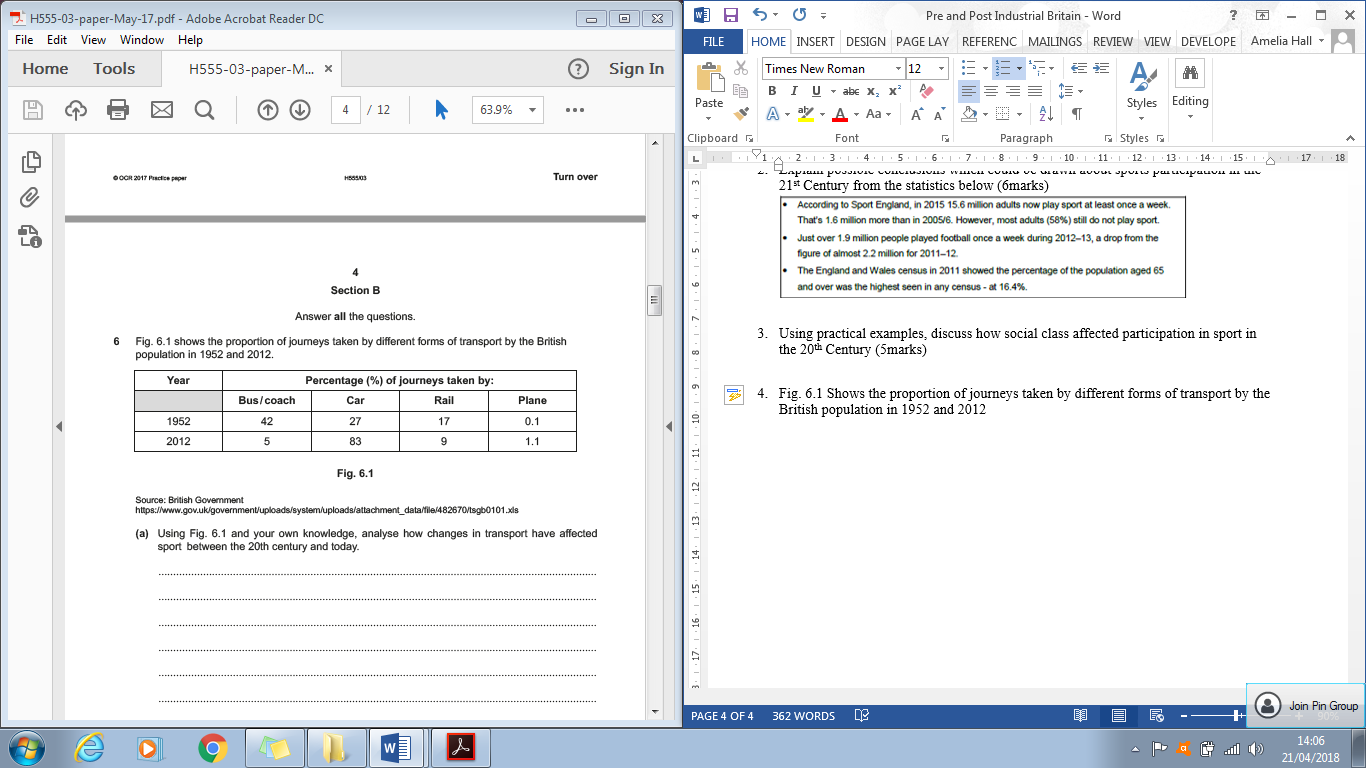 H555-03-paper-May-17.pdf - Adobe Acrobat Reader DC
File Edit View Window Help
Home Tools H555-03-paper-M... × Sign In
4 / 12 63.9%
© OCR 2017 Practice paper H555/03 Turn over
4
Section B
Answer all the questions.
6 Fig. 6.1 shows the proportion of journeys taken by different forms of transport by the British
population in 1952 and 2012.
Year Percentage (%) of journeys taken by:
Bus/coach Car Rail Plane
1952 42 27 17 0.1
2012 5 83 9 1.1
Fig. 6.1
Source: British Government
https://www.gov.uk/government/uploads/system/uploads/attachment_data/file/482670/tsgb0101.xls
(a) Using Fig. 6.1 and your own knowledge, analyse how changes in transport have affected
sport between the 20th century and today.
Pre and Post Industrial Britain - Word
FILE HOME INSERT DESIGN PAGE LAY REFERENC MAILINGS REVIEW VIEW DEVELOPE Amelia Hall
Paste
Times New Roman 12
Styles Editing
Clipboard Font Paragraph Styles
2. Explain possible conclusions which could be drawn about sports participation in the
21st Century from the statistics below (6marks)
• According to Sport England, in 2015 15.6 million adults now play sport at least once a week.
That's 1.6 million more than in 2005/6. However, most adults (58%) still do not play sport.
• Just over 1.9 million people played football once a week during 2012–13, a drop from the
figure of almost 2.2 million for 2011–12.
• The England and Wales census in 2011 showed the percentage of the population aged 65
and over was the highest seen in any census - at 16.4%.
3. Using practical examples, discuss how social class affected participation in sport in
the 20th Century (5marks)
4. Fig. 6.1 Shows the proportion of journeys taken by different forms of transport by the
British population in 1952 and 2012
PAGE 4 OF 4 362 WORDS 90%
Join Pin Group
14:06
21/04/2018